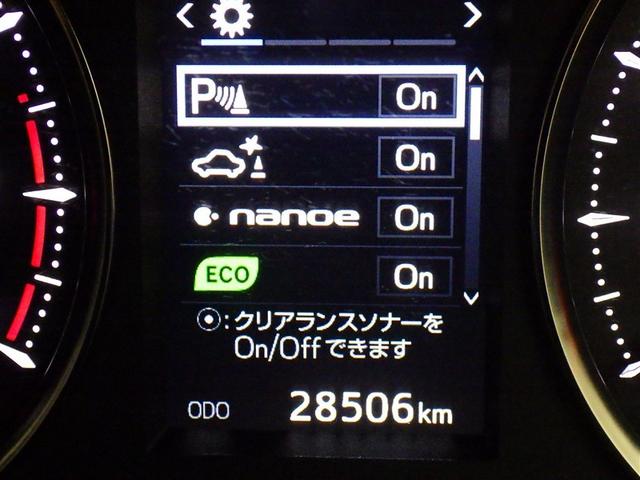 P On
On
nanoe On
ECO On
:クリアランスソナーを
On/Offできます
ODO 28506km